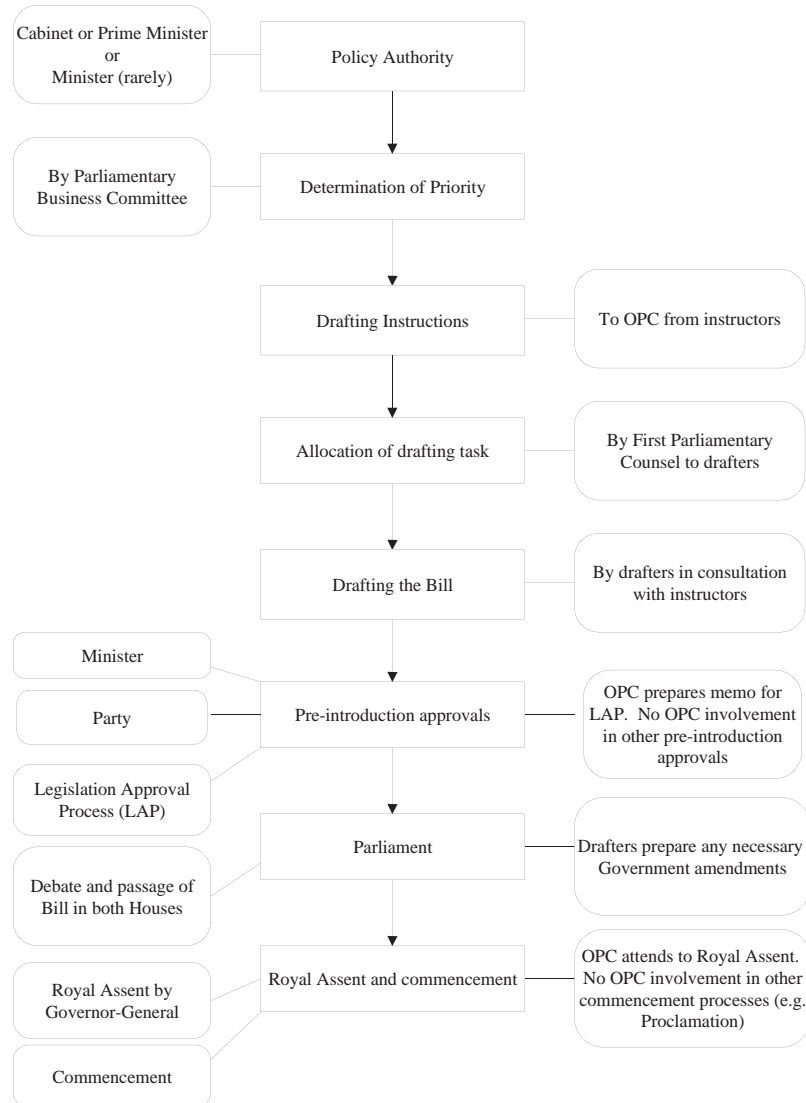 Cabinet or Prime Minister
or
Minister (rarely)
Policy Authority
By Parliamentary
Business Committee
Determination of Priority
Drafting Instructions
To OPC from instructors
Allocation of drafting task
By First Parliamentary
Counsel to drafters
Drafting the Bill
By drafters in consultation
with instructors
Minister
Party
Legislation Approval
Process (LAP)
Pre-introduction approvals
OPC prepares memo for
LAP. No OPC involvement
in other pre-introduction
approvals
Debate and passage of
Bill in both Houses
Parliament
Drafters prepare any necessary
Government amendments
Royal Assent by
Governor-General
Commencement
Royal Assent and commencement
OPC attends to Royal Assent.
No OPC involvement in other
commencement processes (e.g.
Proclamation)